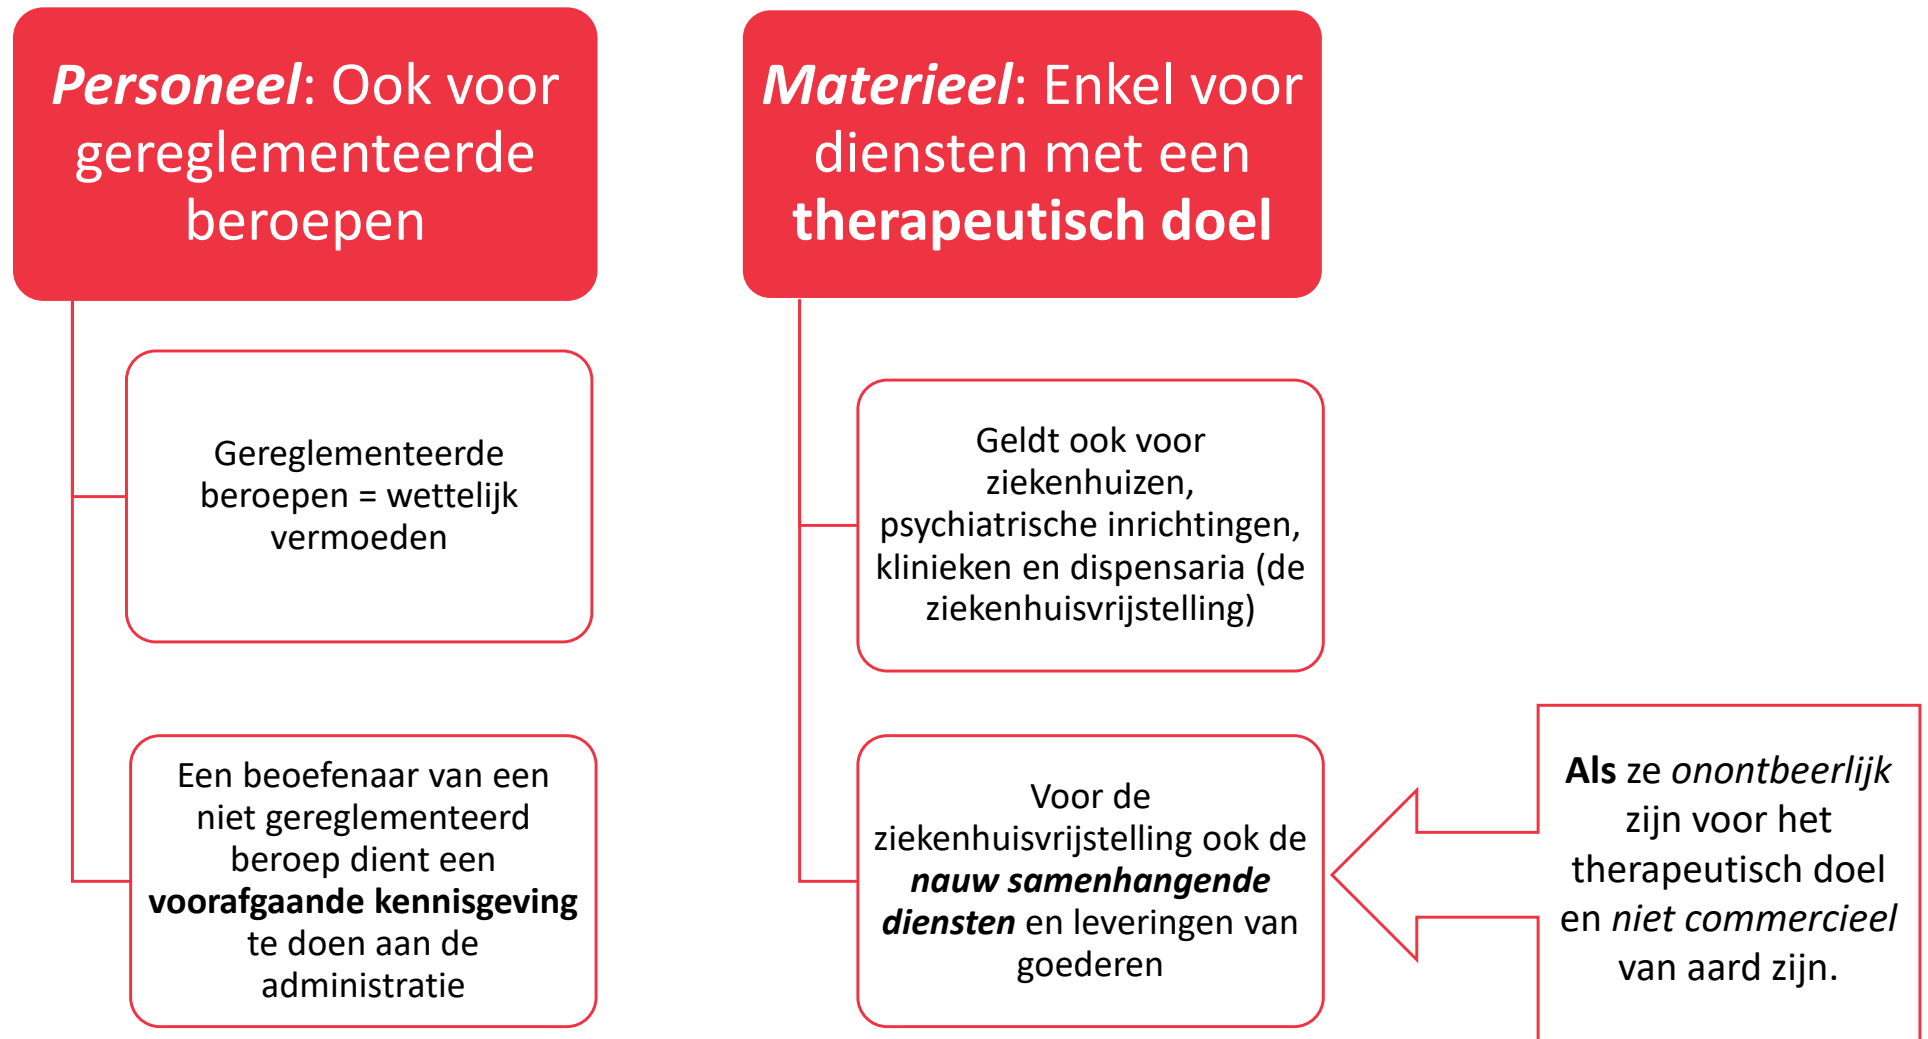 Personeel: Ook voor
gereglementeerde
beroepen
Gereglementeerde
beroepen = wettelijk
vermoeden
Een beoefenaar van een
niet gereglementeerd
beroep dient een
voorafgaande kennisgeving
te doen aan de
administratie
Materieel: Enkel voor
diensten met een
therapeutisch doel
Geldt ook voor
ziekenhuizen,
psychiatrische inrichtingen,
klinieken en dispensaria (de
ziekenhuisvrijstelling)
Voor de
ziekenhuisvrijstelling ook de
nauw samenhangende
diensten en leveringen van
goederen
Als ze onontbeerlijk
zijn voor het
therapeutisch doel
en niet commercieel
van aard zijn.